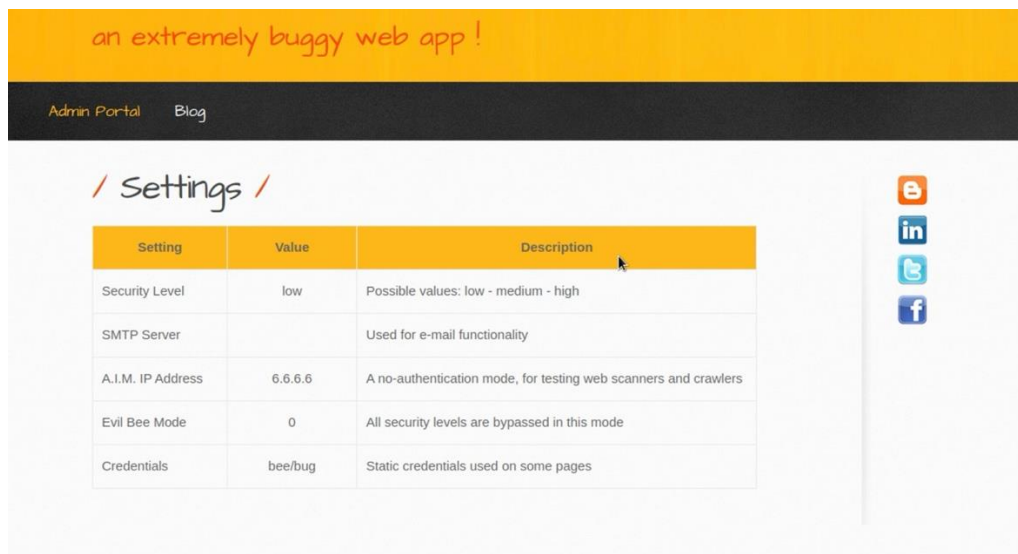 an extremely buggy web app !
Admin Portal Blog
/ Settings /
Setting Value Description
Security Level low Possible values: low - medium - high
SMTP Server Used for e-mail functionality
A.I.M. IP Address 6.6.6.6 A no-authentication mode, for testing web scanners and crawlers
Evil Bee Mode 0 All security levels are bypassed in this mode
Credentials bee/bug Static credentials used on some pages